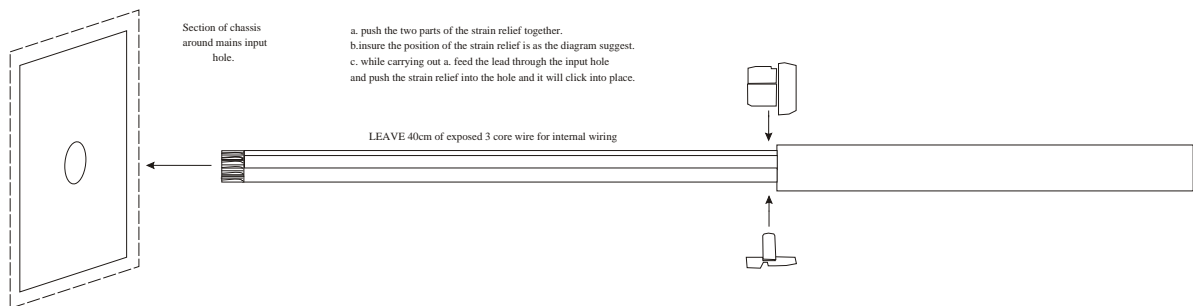 Section of chassis
around mains input
hole.
a. push the two parts of the strain relief together.
b.insure the position of the strain relief is as the diagram suggest.
c. while carrying out a. feed the lead through the input hole
and push the strain relief into the hole and it will click into place.
LEAVE 40cm of exposed 3 core wire for internal wiring